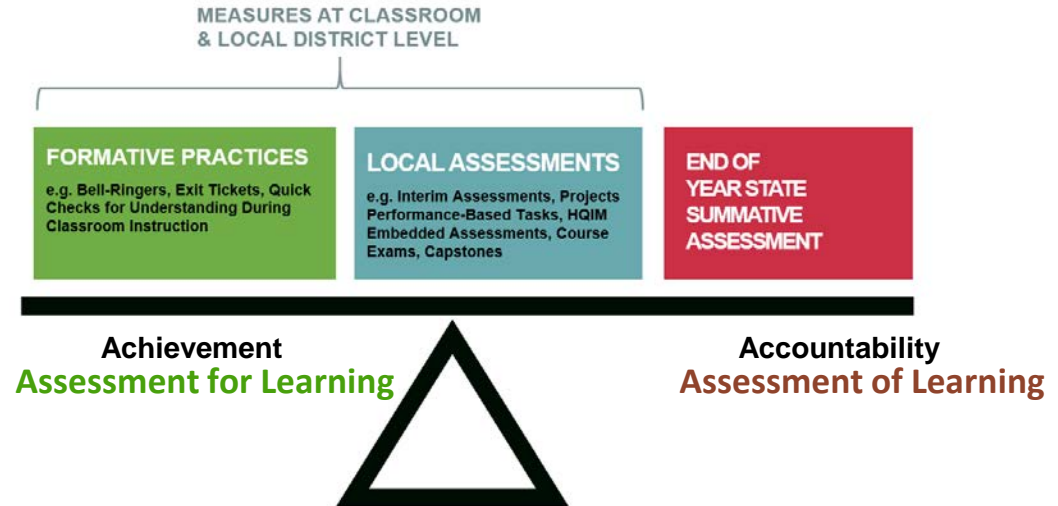 MEASURES AT CLASSROOM
& LOCAL DISTRICT LEVEL
FORMATIVE PRACTICES
e.g. Bell-Ringers, Exit Tickets, Quick
Checks for Understanding During
Classroom Instruction
LOCAL ASSESSMENTS
e.g. Interim Assessments, Projects
Performance-Based Tasks, HQIM
Embedded Assessments, Course
Exams, Capstones
END OF
YEAR STATE
SUMMATIVE
ASSESSMENT
Achievement
Assessment for Learning
Accountability
Assessment of Learning